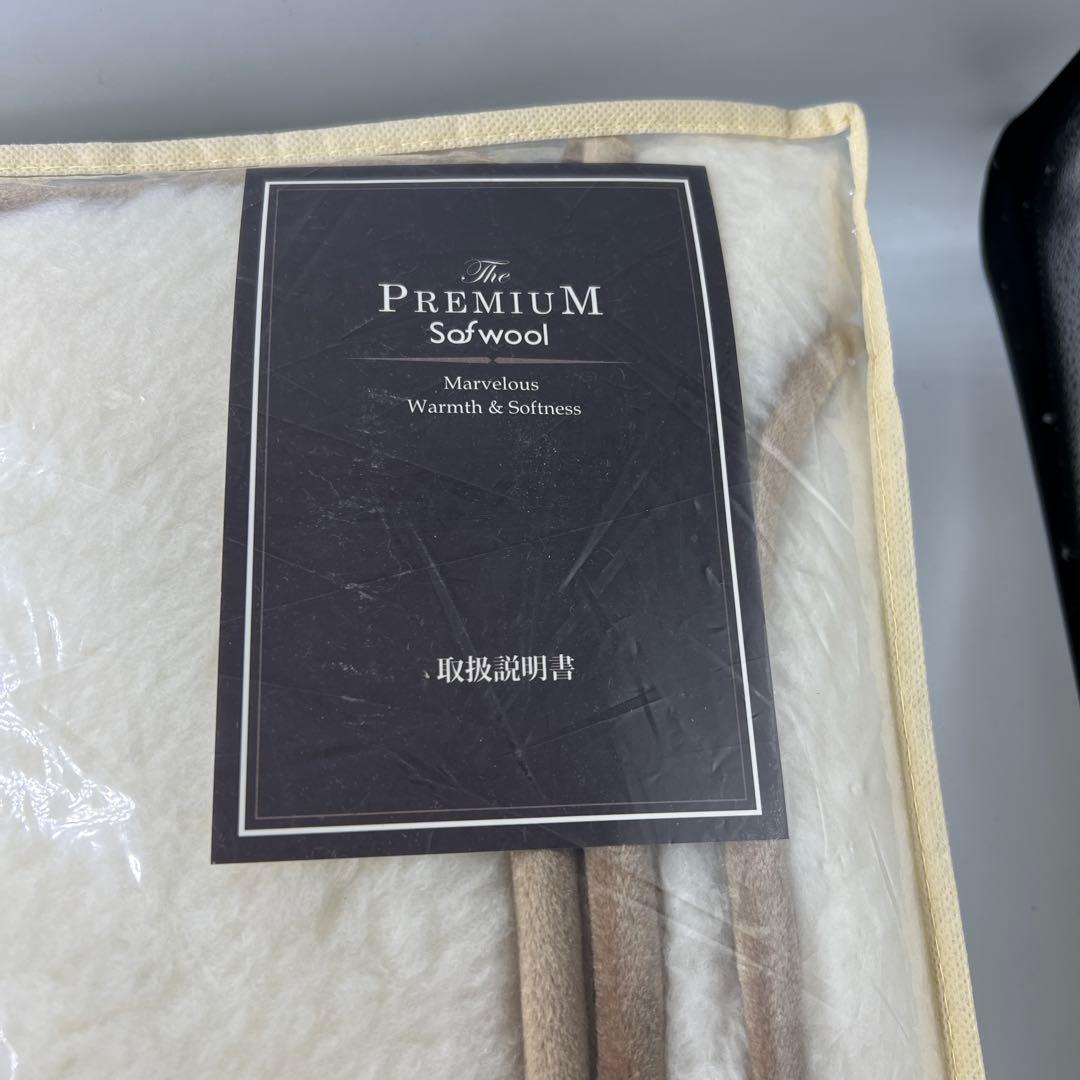 The
PREMIUM
Sofwool
Marvelous
Warmth & Softness
取扱説明書